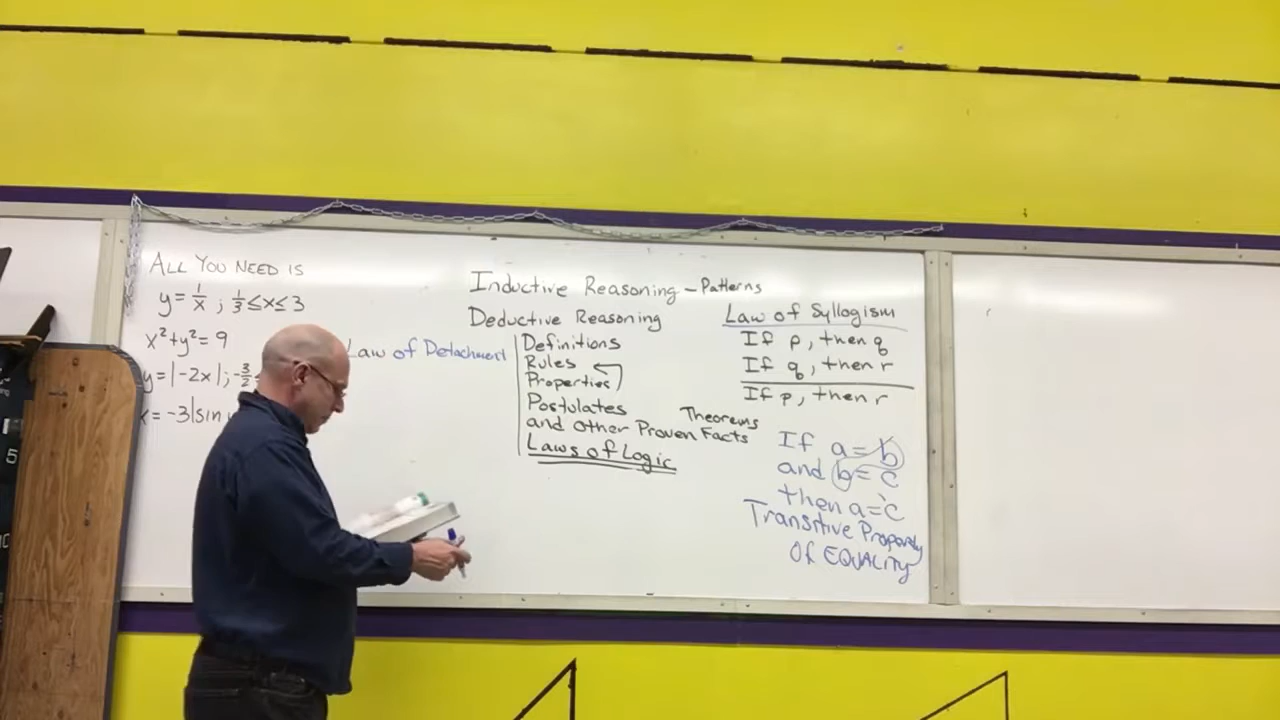 ALL YOU NEED IS
y = 1/x ; 1/3 ≤ x ≤ 3
x² + y² = 9
y = |-2x| ; -3/2
x = -3|sin
Law of Detachment
Inductive Reasoning – Patterns
Deductive Reasoning
Definitions
Rules
Properties
Postulates
Theorems
and other Proven Facts
Laws of Logic
Law of Syllogism
If p, then q
If q, then r
If p, then r
If a = b
and b = c
then a = c
Transitive Property
Of EQUALITY
5